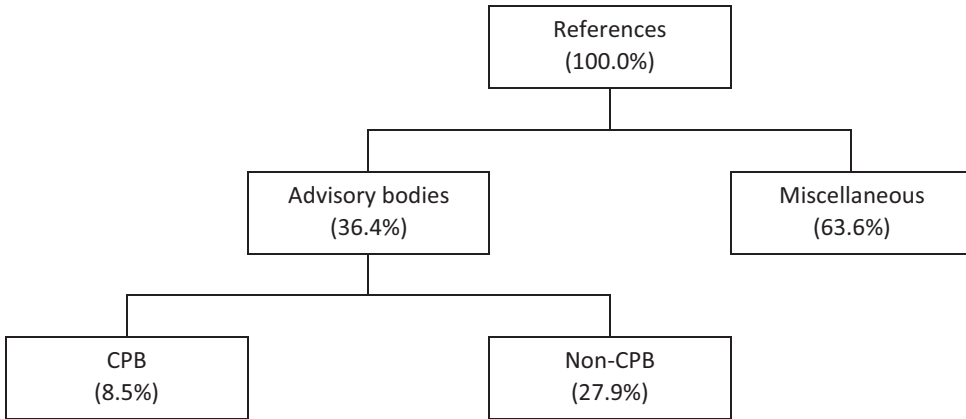 References
(100.0%)
Advisory bodies
(36.4%)
Miscellaneous
(63.6%)
CPB
(8.5%)
Non-CPB
(27.9%)